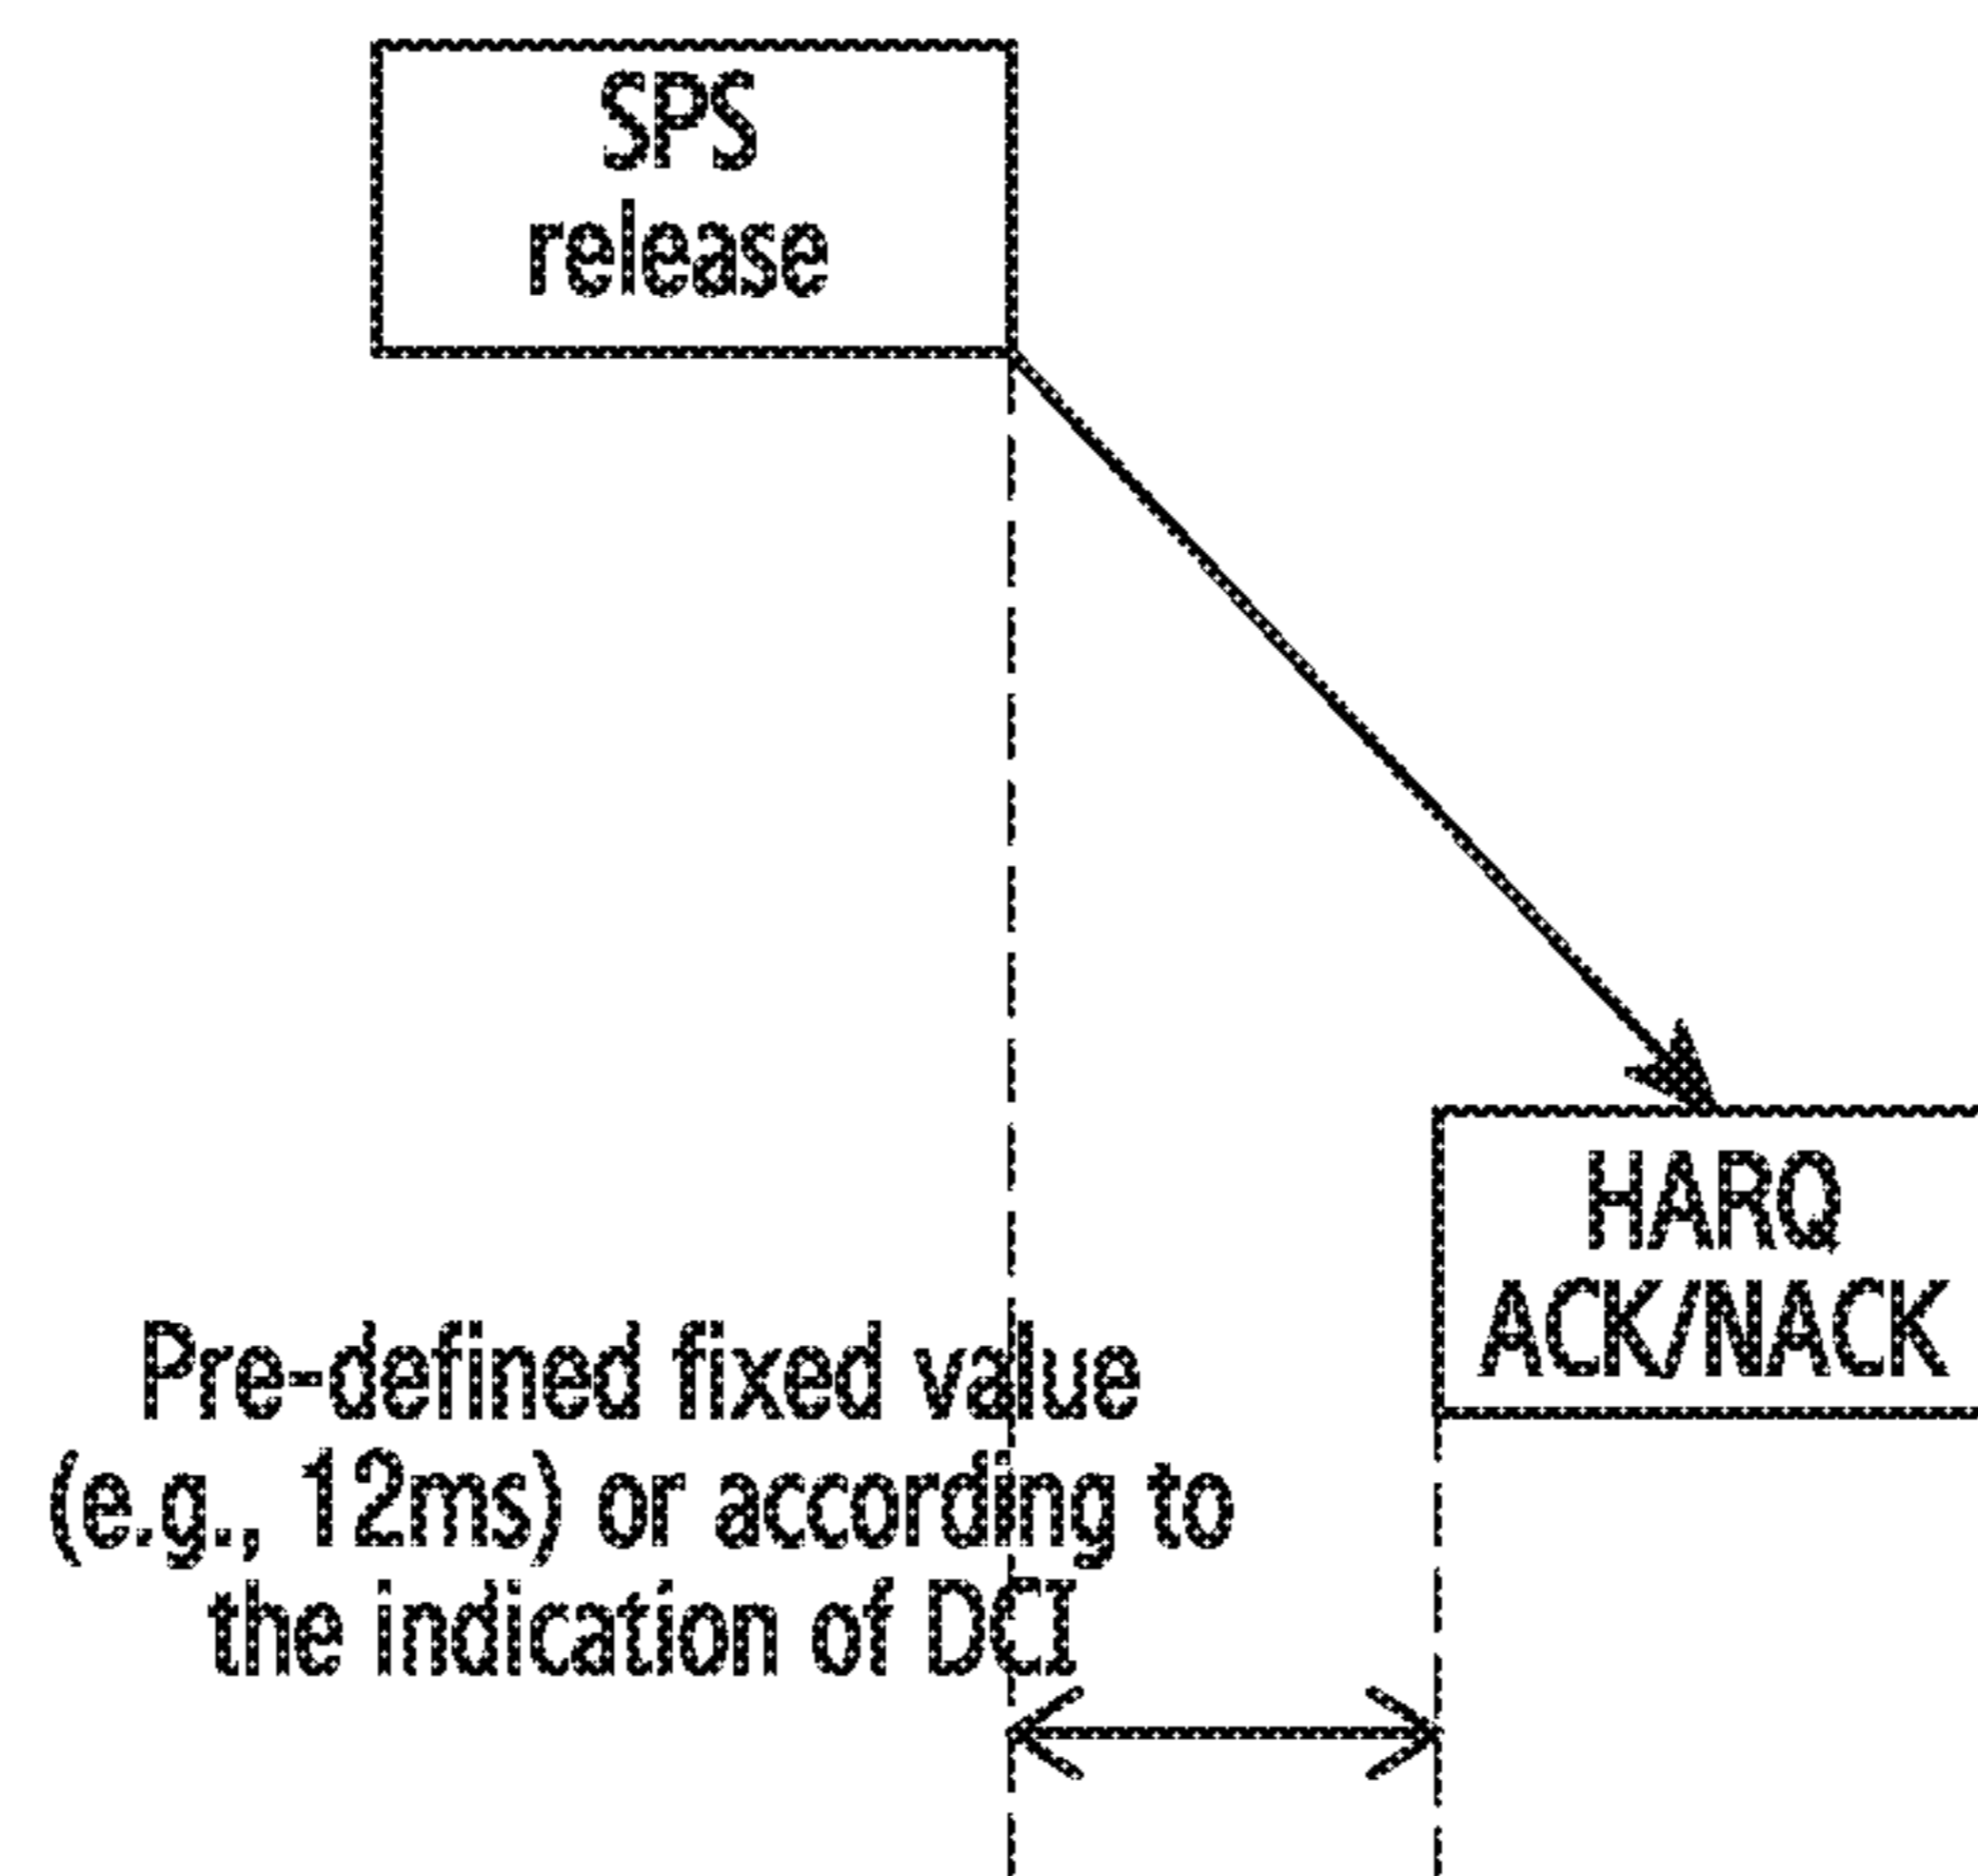 SPS
release
HARQ
ACK/NACK
Pre-defined fixed value
(e.g., 12ms) or according to
the indication of DCI